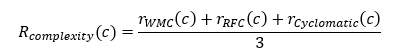 R_complexity(c) = (r_WMC(c) + r_RFC(c) + r_Cyclomatic(c)) / 3